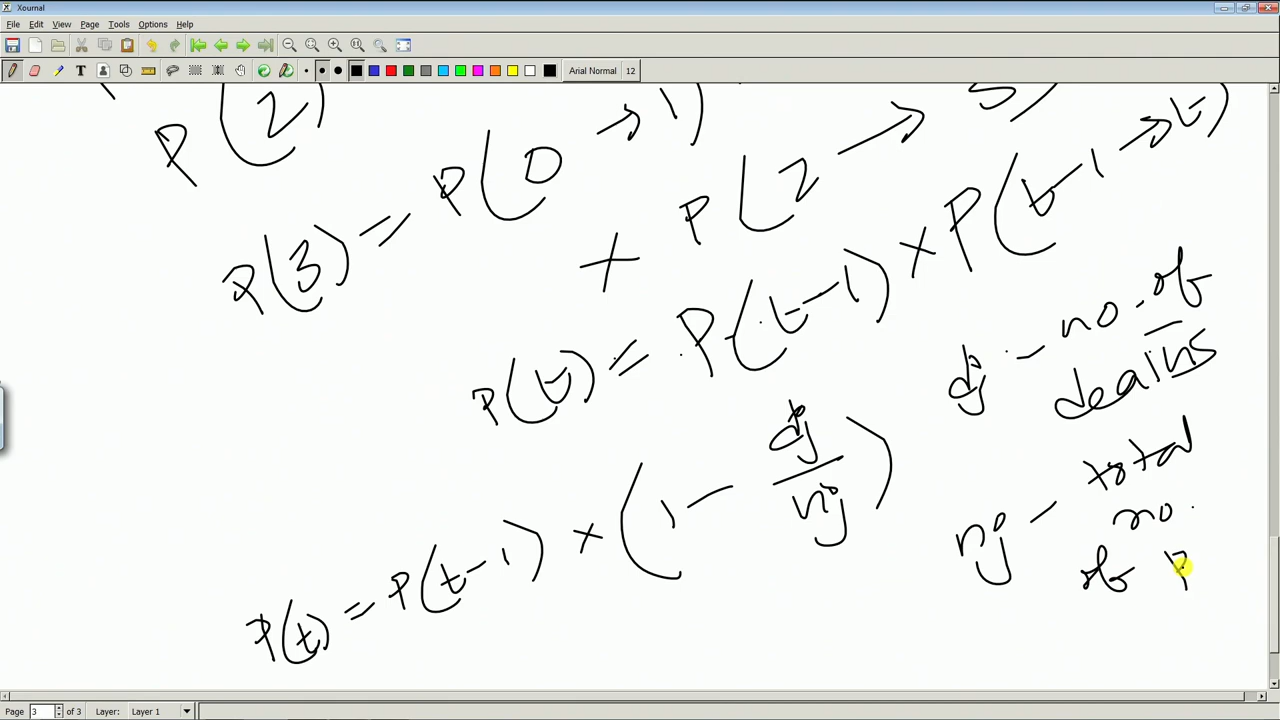 Xournal
File Edit View Page Tools Options Help
Arial Normal 12
P(2)
P(0 → 1)
P(3) = × P(2 → 3)
P(t) = P(t-1) × P(t-1 → t)
dj - no. of
deaths
P(t) = P(t-1) × (1 - dj/nj)
nj - total
no.
of P
Page 3 of 3 Layer: Layer 1